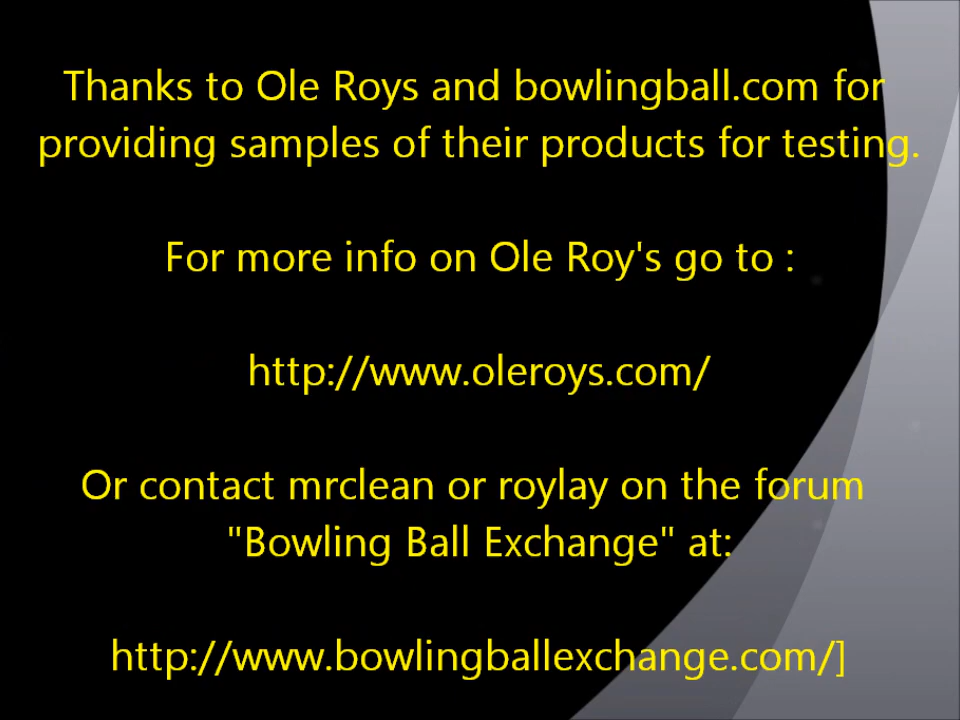 Thanks to Ole Roys and bowlingball.com for
providing samples of their products for testing.
For more info on Ole Roy's go to :
http://www.oleroys.com/
Or contact mrclean or roylay on the forum
"Bowling Ball Exchange" at:
http://www.bowlingballexchange.com/]